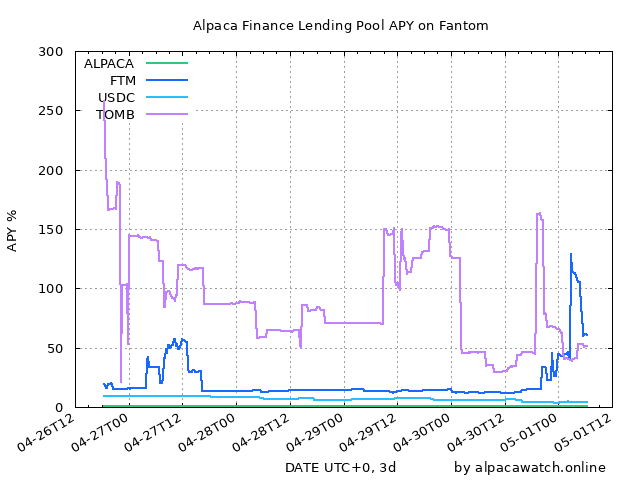 Alpaca Finance Lending Pool APY on Fantom
300
250
200
150
100
50
0
APY %
ALPACA
FTM
USDC
TOMB
04-26T12
04-27T00
04-27T12
04-28T00
04-28T12
04-29T00
04-29T12
04-30T00
04-30T12
05-01T00
05-01T12
DATE UTC+0, 3d
by alpacawatch.online